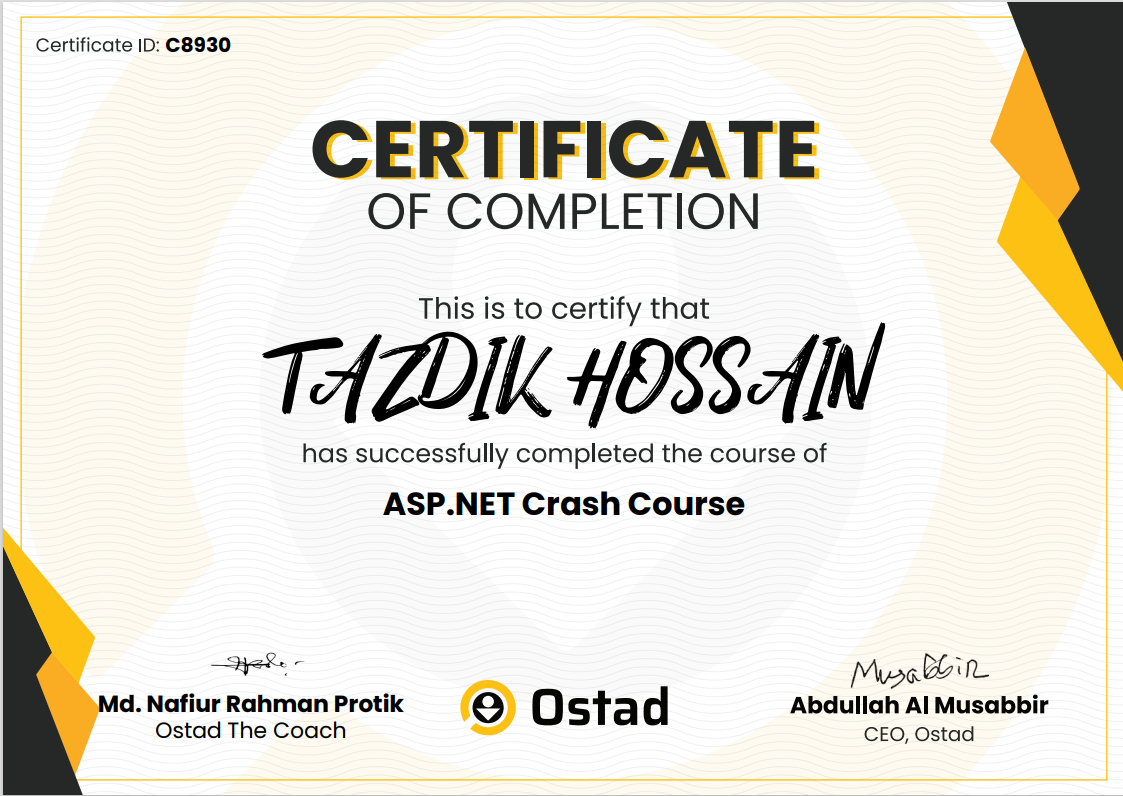 Certificate ID: C8930
CERTIFICATE
OF COMPLETION
This is to certify that
TAZDIK HOSSAIN
has successfully completed the course of
ASP.NET Crash Course
Musabbir
Md. Nafiur Rahman Protik
Ostad The Coach
Ostad
Abdullah Al Musabbir
CEO, Ostad